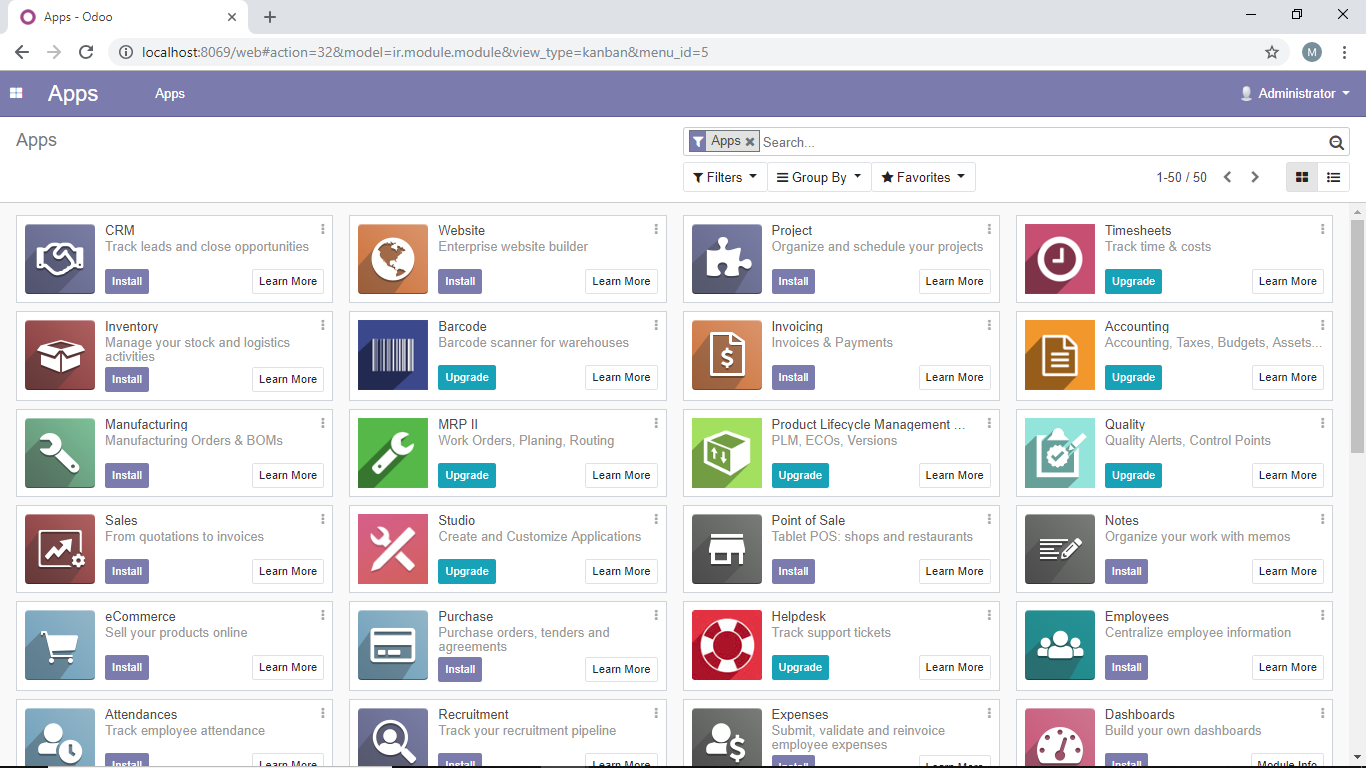 Apps - Odoo
localhost:8069/web#action=32&model=ir.module.module&view_type=kanban&menu_id=5
M
Apps
Apps
Administrator
Apps
Apps
Search...
Filters
Group By
Favorites
1-50 / 50
CRM
Track leads and close opportunities
Install
Learn More
Website
Enterprise website builder
Install
Learn More
Project
Organize and schedule your projects
Install
Learn More
Timesheets
Track time & costs
Upgrade
Learn More
Inventory
Manage your stock and logistics
activities
Install
Learn More
Barcode
Barcode scanner for warehouses
Upgrade
Learn More
Invoicing
Invoices & Payments
Install
Learn More
Accounting
Accounting, Taxes, Budgets, Assets...
Upgrade
Learn More
Manufacturing
Manufacturing Orders & BOMs
Install
Learn More
MRP II
Work Orders, Planing, Routing
Upgrade
Learn More
Product Lifecycle Management ...
PLM, ECOs, Versions
Upgrade
Learn More
Quality
Quality Alerts, Control Points
Upgrade
Learn More
Sales
From quotations to invoices
Install
Learn More
Studio
Create and Customize Applications
Upgrade
Learn More
Point of Sale
Tablet POS: shops and restaurants
Install
Learn More
Notes
Organize your work with memos
Install
Learn More
eCommerce
Sell your products online
Install
Learn More
Purchase
Purchase orders, tenders and
agreements
Install
Learn More
Helpdesk
Track support tickets
Upgrade
Learn More
Employees
Centralize employee information
Install
Learn More
Attendances
Track employee attendance
Install
Learn More
Recruitment
Track your recruitment pipeline
Install
Learn More
Expenses
Submit, validate and reinvoice
employee expenses
Install
Learn More
Dashboards
Build your own dashboards
Install
Module Info